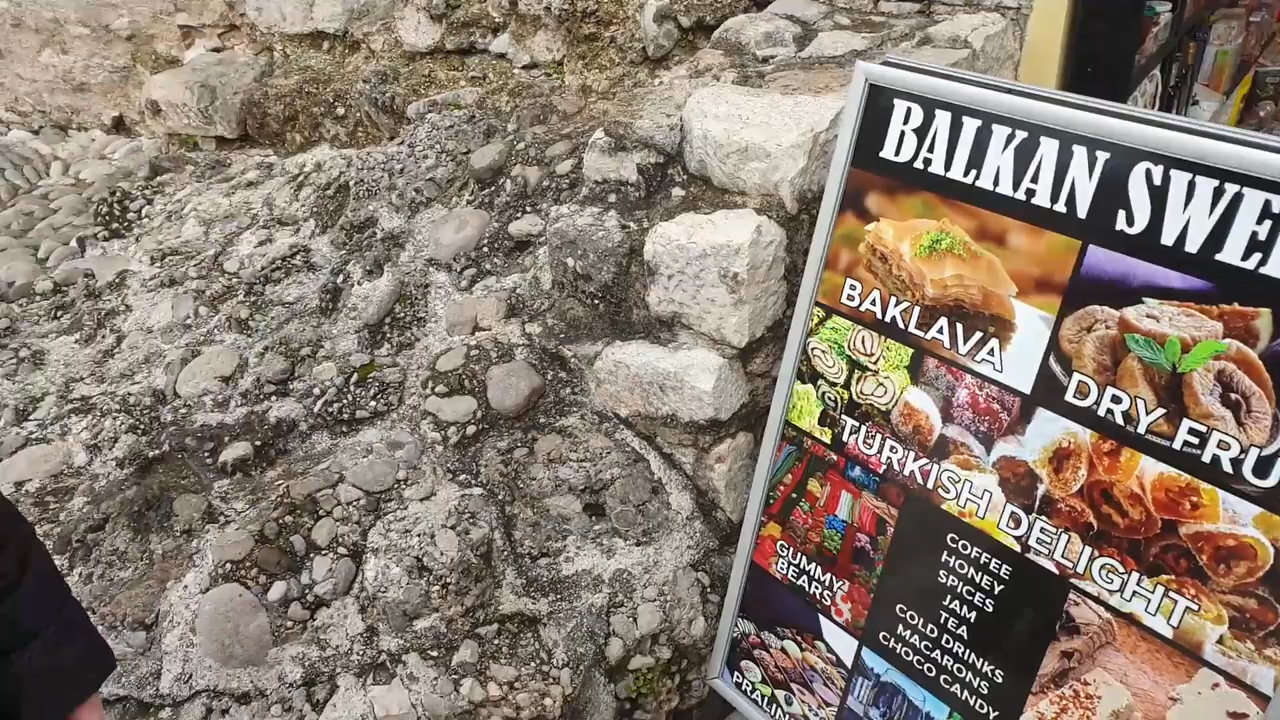 BALKAN SWE
BAKLAVA
DRY FRU
TURKISH DELIGHT
GUMMY
BEARS
COFFEE
HONEY
SPICES
JAM
TEA
COLD DRINKS
MACARONS
CHOCO CANDY
PRALIN